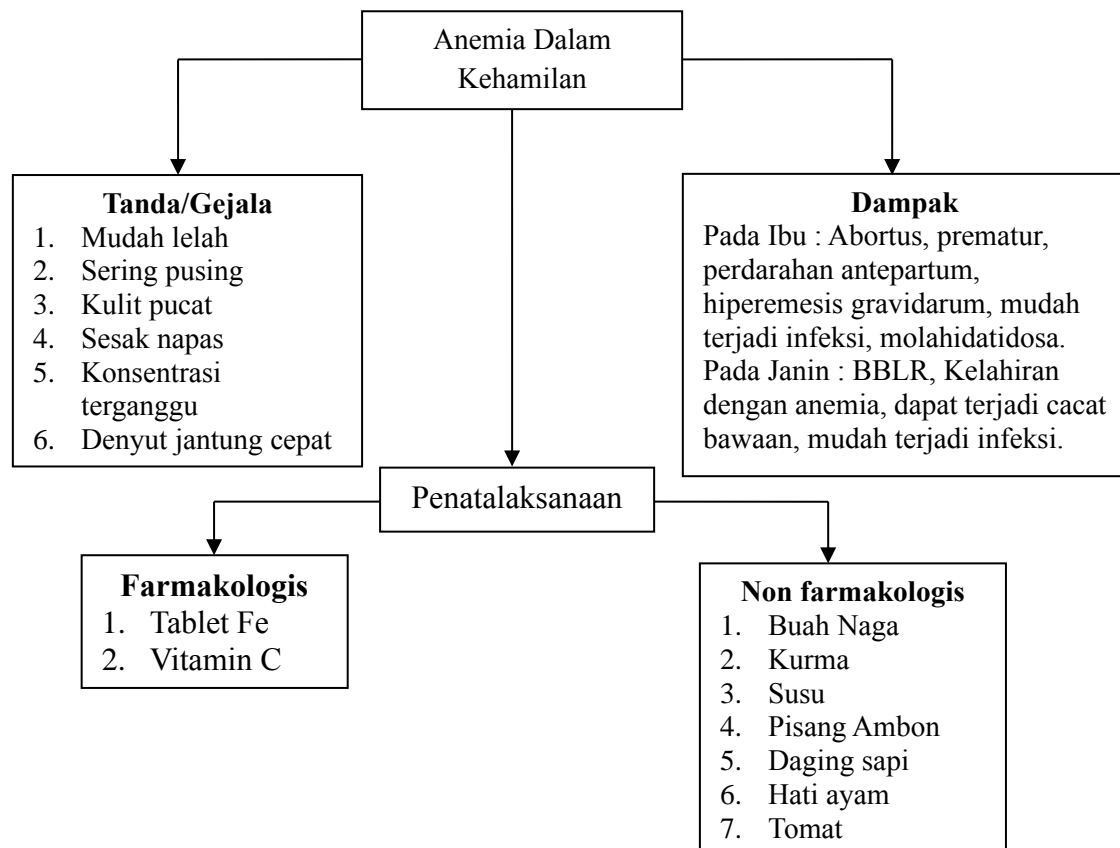 Anemia Dalam
Kehamilan
Tanda/Gejala
1. Mudah lelah
2. Sering pusing
3. Kulit pucat
4. Sesak napas
5. Konsentrasi
terganggu
6. Denyut jantung cepat
Dampak
Pada Ibu : Abortus, prematur,
perdarahan antepartum,
hiperemesis gravidarum, mudah
terjadi infeksi, molahidatidosa.
Pada Janin : BBLR, Kelahiran
dengan anemia, dapat terjadi cacat
bawaan, mudah terjadi infeksi.
Penatalaksanaan
Farmakologis
1. Tablet Fe
2. Vitamin C
Non farmakologis
1. Buah Naga
2. Kurma
3. Susu
4. Pisang Ambon
5. Daging sapi
6. Hati ayam
7. Tomat